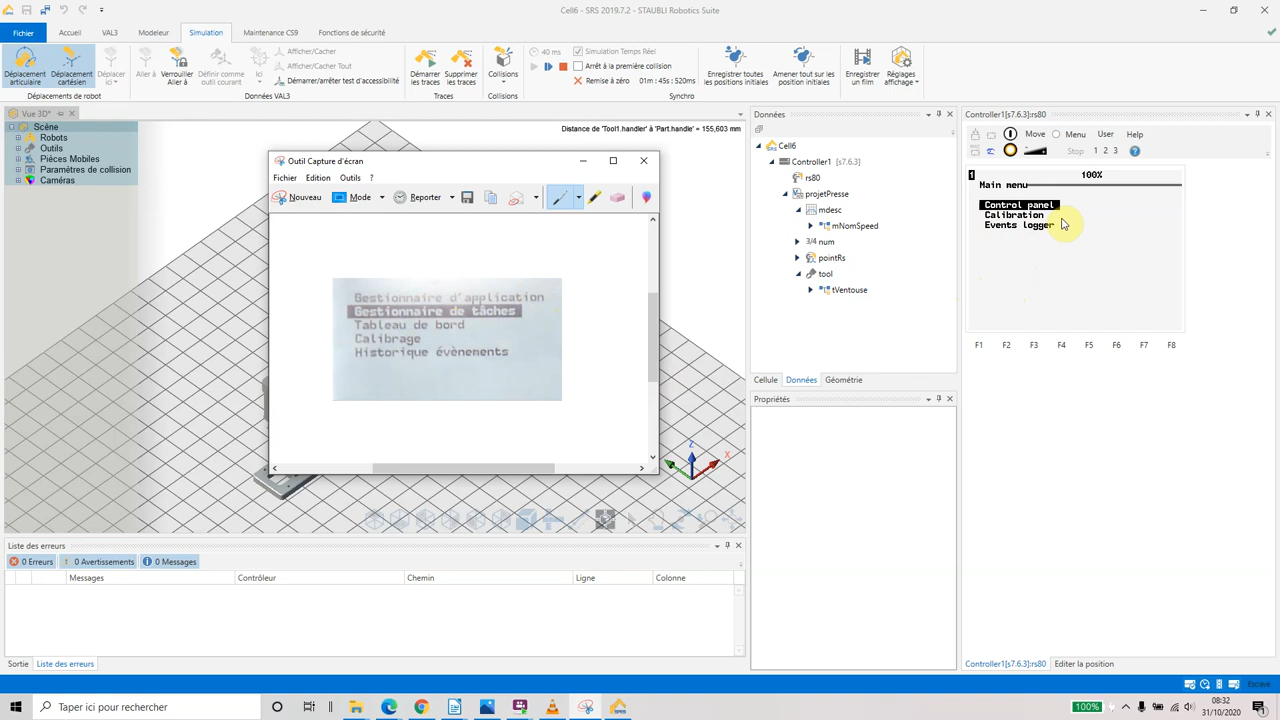 Cell6 - SRS 2019.7.2 - STAUBLI Robotics Suite
Fichier Accueil VAL3 Modeleur Simulation Maintenance CS9 Fonctions de sécurité
Déplacement articulaire
Déplacement cartésien
Déplacer ici
Déplacements de robot
Aller à
Verrouiller Aller à
Définir comme outil courant
Ici
Afficher/Cacher
Afficher/Cacher Tout
Démarrer/arrêter test d'accessibilité
Données VAL3
Démarrer les traces
Supprimer les traces
Traces
Collisions
Collisions
40 ms
Simulation Temps Réel
Arrêt à la première collision
Remise à zéro 01m : 45s : 520ms
Enregistrer toutes les positions initiales
Amener tout sur les positions initiales
Synchro
Enregistrer un film
Réglages affichage
Vue 3D*
Scène
Robots
Outils
Pièces Mobiles
Paramètres de collision
Caméras
Distance de 'Tool1.handler' à 'Part.handle' = 155,603 mm
Outil Capture d'écran
Fichier Edition Outils ?
Nouveau Mode Reporter
Gestionnaire d'application
Gestionnaire de tâches
Tableau de bord
Calibrage
Historique évènements
Z
X
Données
Cell6
Controller1 [s7.6.3]
rs80
projetPresse
mdesc
mNomSpeed
3/4 num
pointRs
tool
tVentouse
Cellule Données Géométrie
Propriétés
Controller1[s7.6.3]:rs80
Move Menu User Help
Stop 1 2 3
1 100%
Main menu
Control panel
Calibration
Events logger
F1 F2 F3 F4 F5 F6 F7 F8
Controller1[s7.6.3]:rs80 Editer la position
Liste des erreurs
0 Erreurs 0 Avertissements 0 Messages
Messages Contrôleur Chemin Ligne Colonne
Sortie Liste des erreurs
Taper ici pour rechercher
100%
08:32
31/10/2020